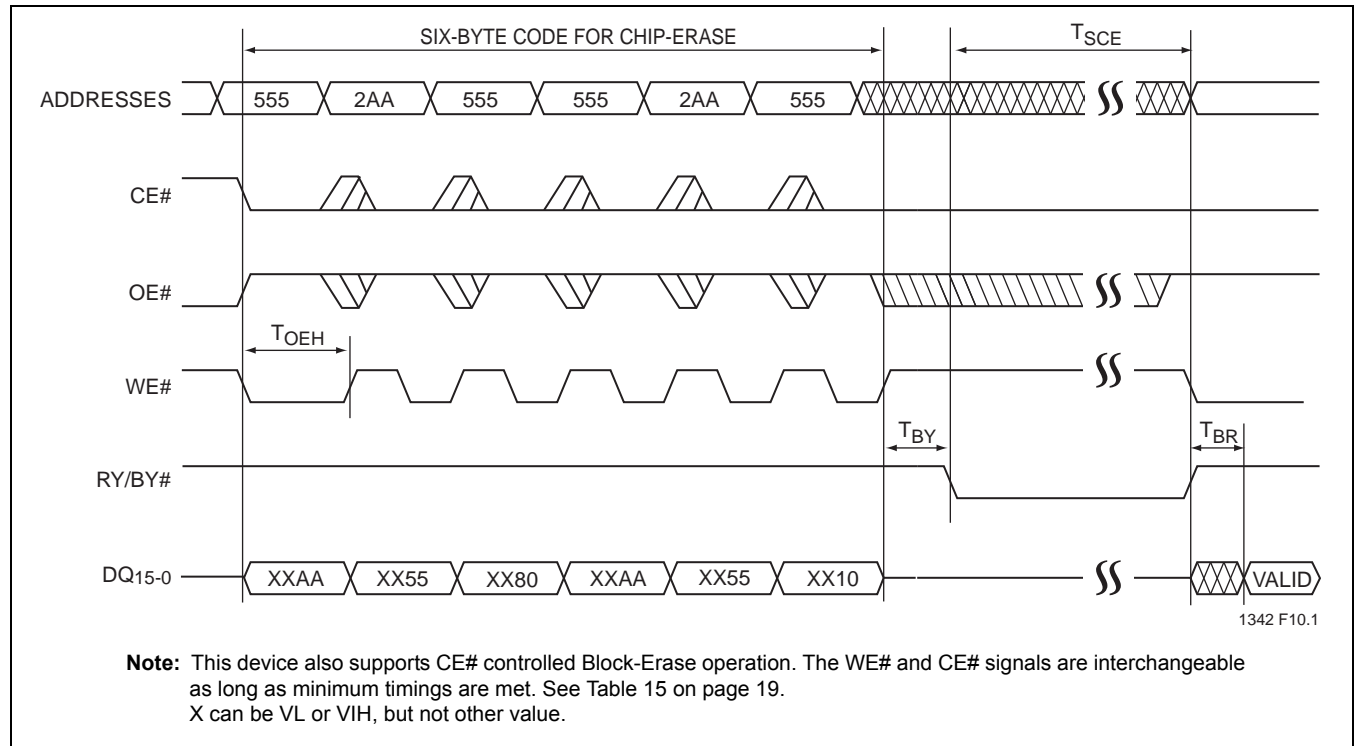 SIX-BYTE CODE FOR CHIP-ERASE
TSCE
ADDRESSES 555 2AA 555 555 2AA 555
CE#
OE#
TOEH
WE#
TBY TBR
RY/BY#
DQ15-0 XXAA XX55 XX80 XXAA XX55 XX10 VALID
1342 F10.1
Note: This device also supports CE# controlled Block-Erase operation. The WE# and CE# signals are interchangeable
as long as minimum timings are met. See Table 15 on page 19.
X can be VL or VIH, but not other value.